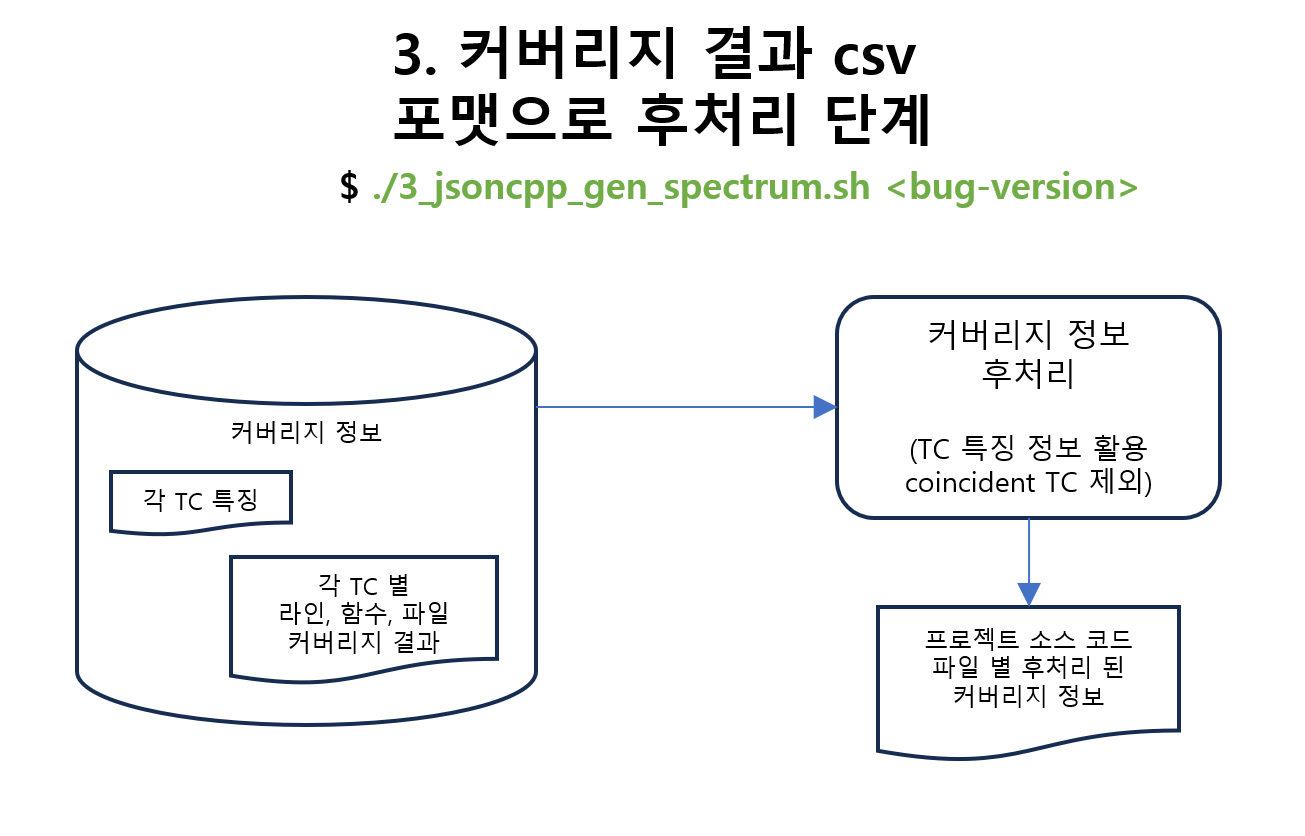 3. 커버리지 결과 csv
포맷으로 후처리 단계
$ ./3_jsoncpp_gen_spectrum.sh <bug-version>
커버리지 정보
각 TC 특징
각 TC 별
라인, 함수, 파일
커버리지 결과
커버리지 정보
후처리
(TC 특징 정보 활용
coincident TC 제외)
프로젝트 소스 코드
파일 별 후처리 된
커버리지 정보